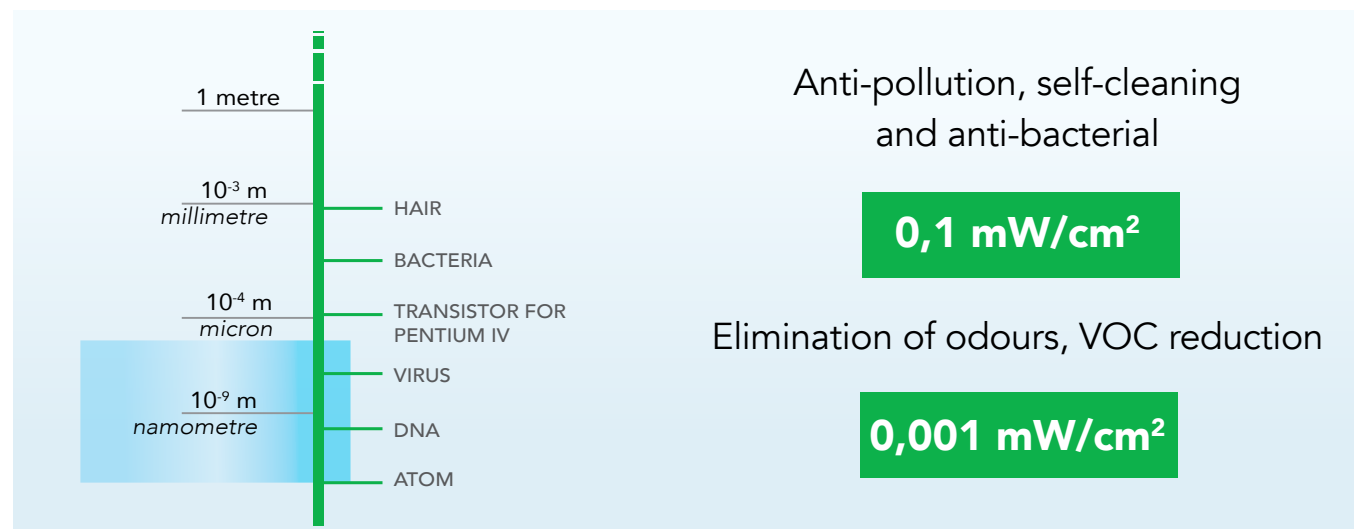 1 metre
10⁻³ m
millimetre
10⁻⁴ m
micron
10⁻⁹ m
namometre
HAIR
BACTERIA
TRANSISTOR FOR
PENTIUM IV
VIRUS
DNA
ATOM
Anti-pollution, self-cleaning
and anti-bacterial
0,1 mW/cm²
Elimination of odours, VOC reduction
0,001 mW/cm²